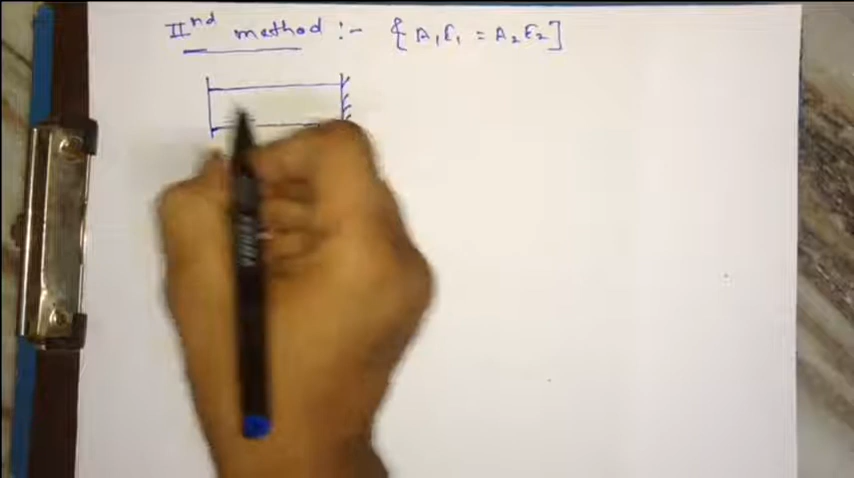 IInd method :- { A₁E₁ = A₂E₂ ]